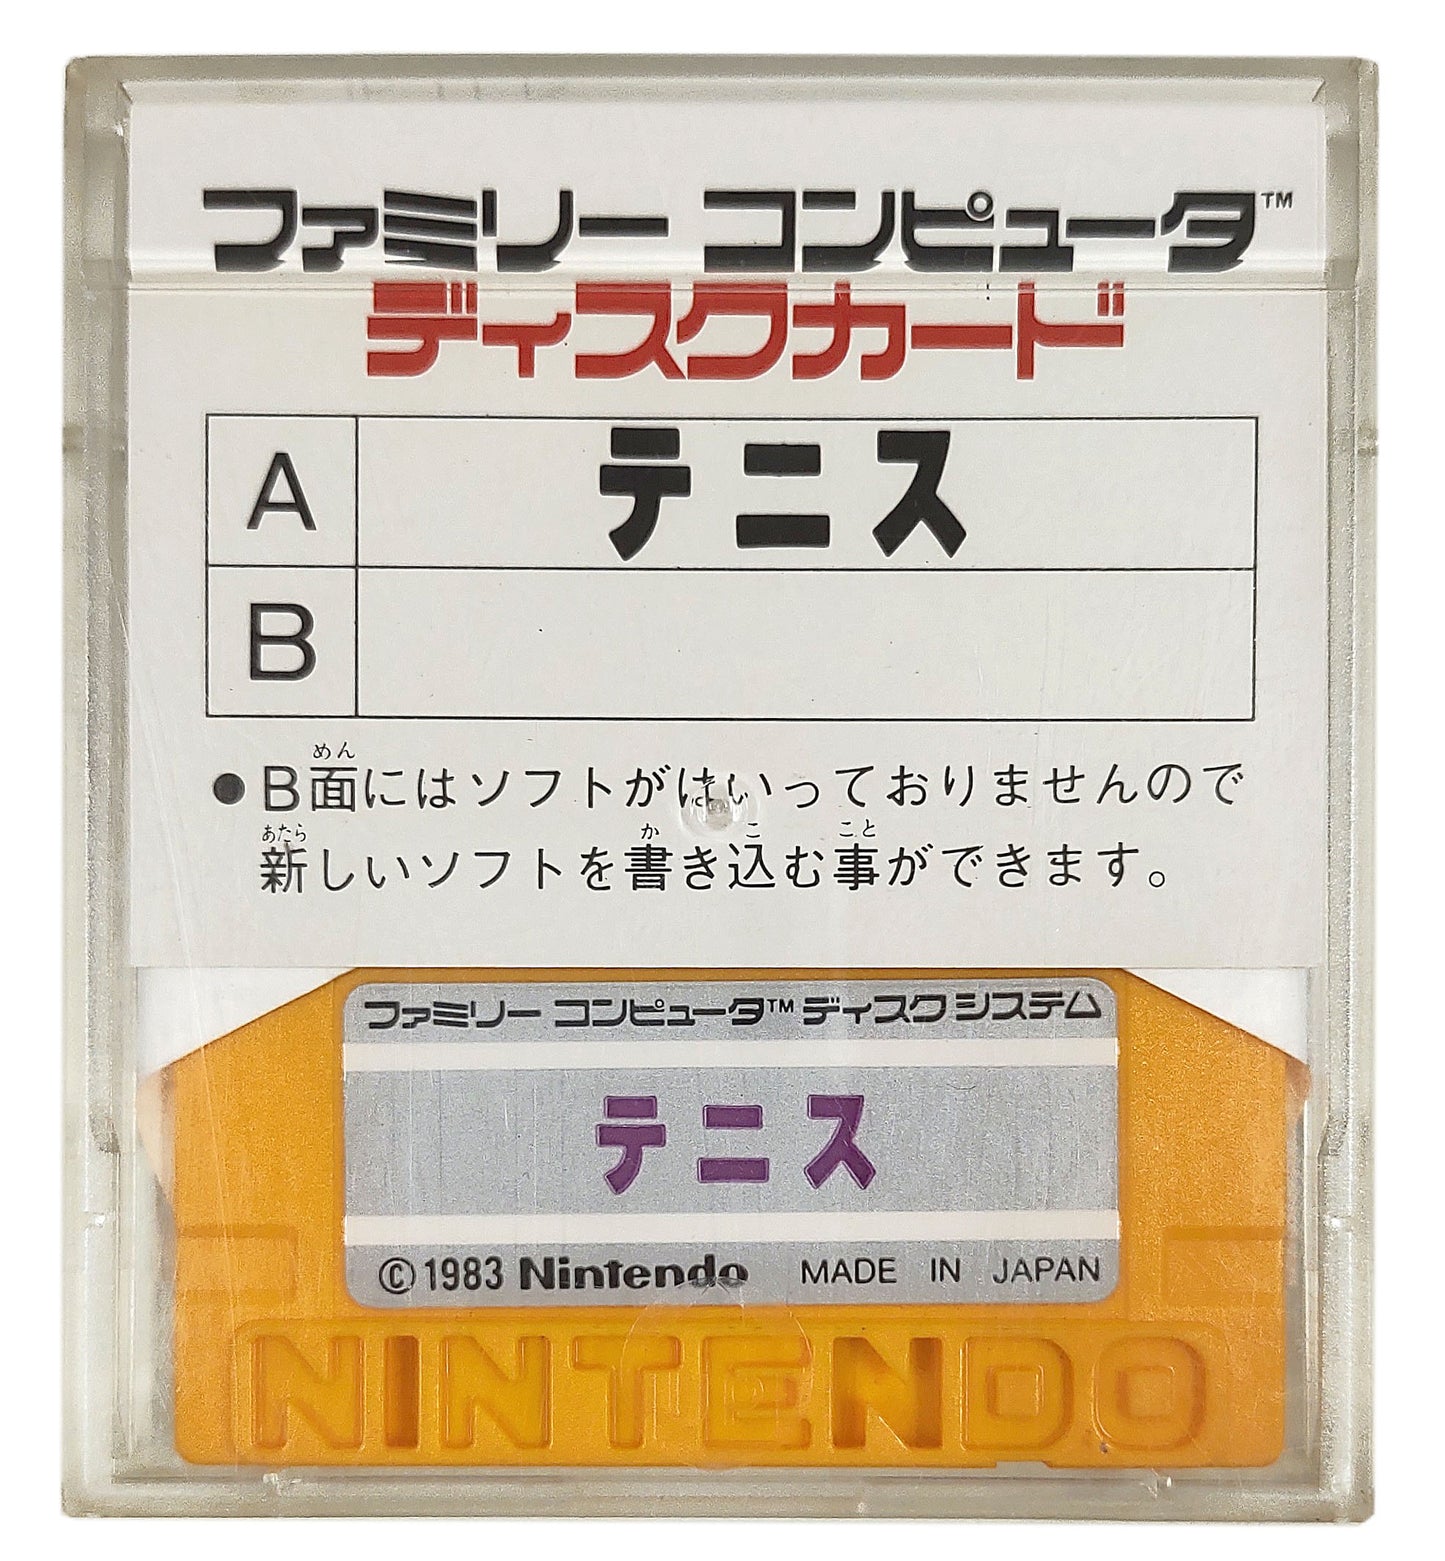 ファミリー コンピュータ™
ディスクカード
A テニス
B
めん
●B面にはソフトがはいっておりませんので
あたら か こ こと
新しいソフトを書き込む事ができます。
ファミリー コンピュータ™ ディスクシステム
テニス
©1983 Nintendo MADE IN JAPAN
NINTENDO